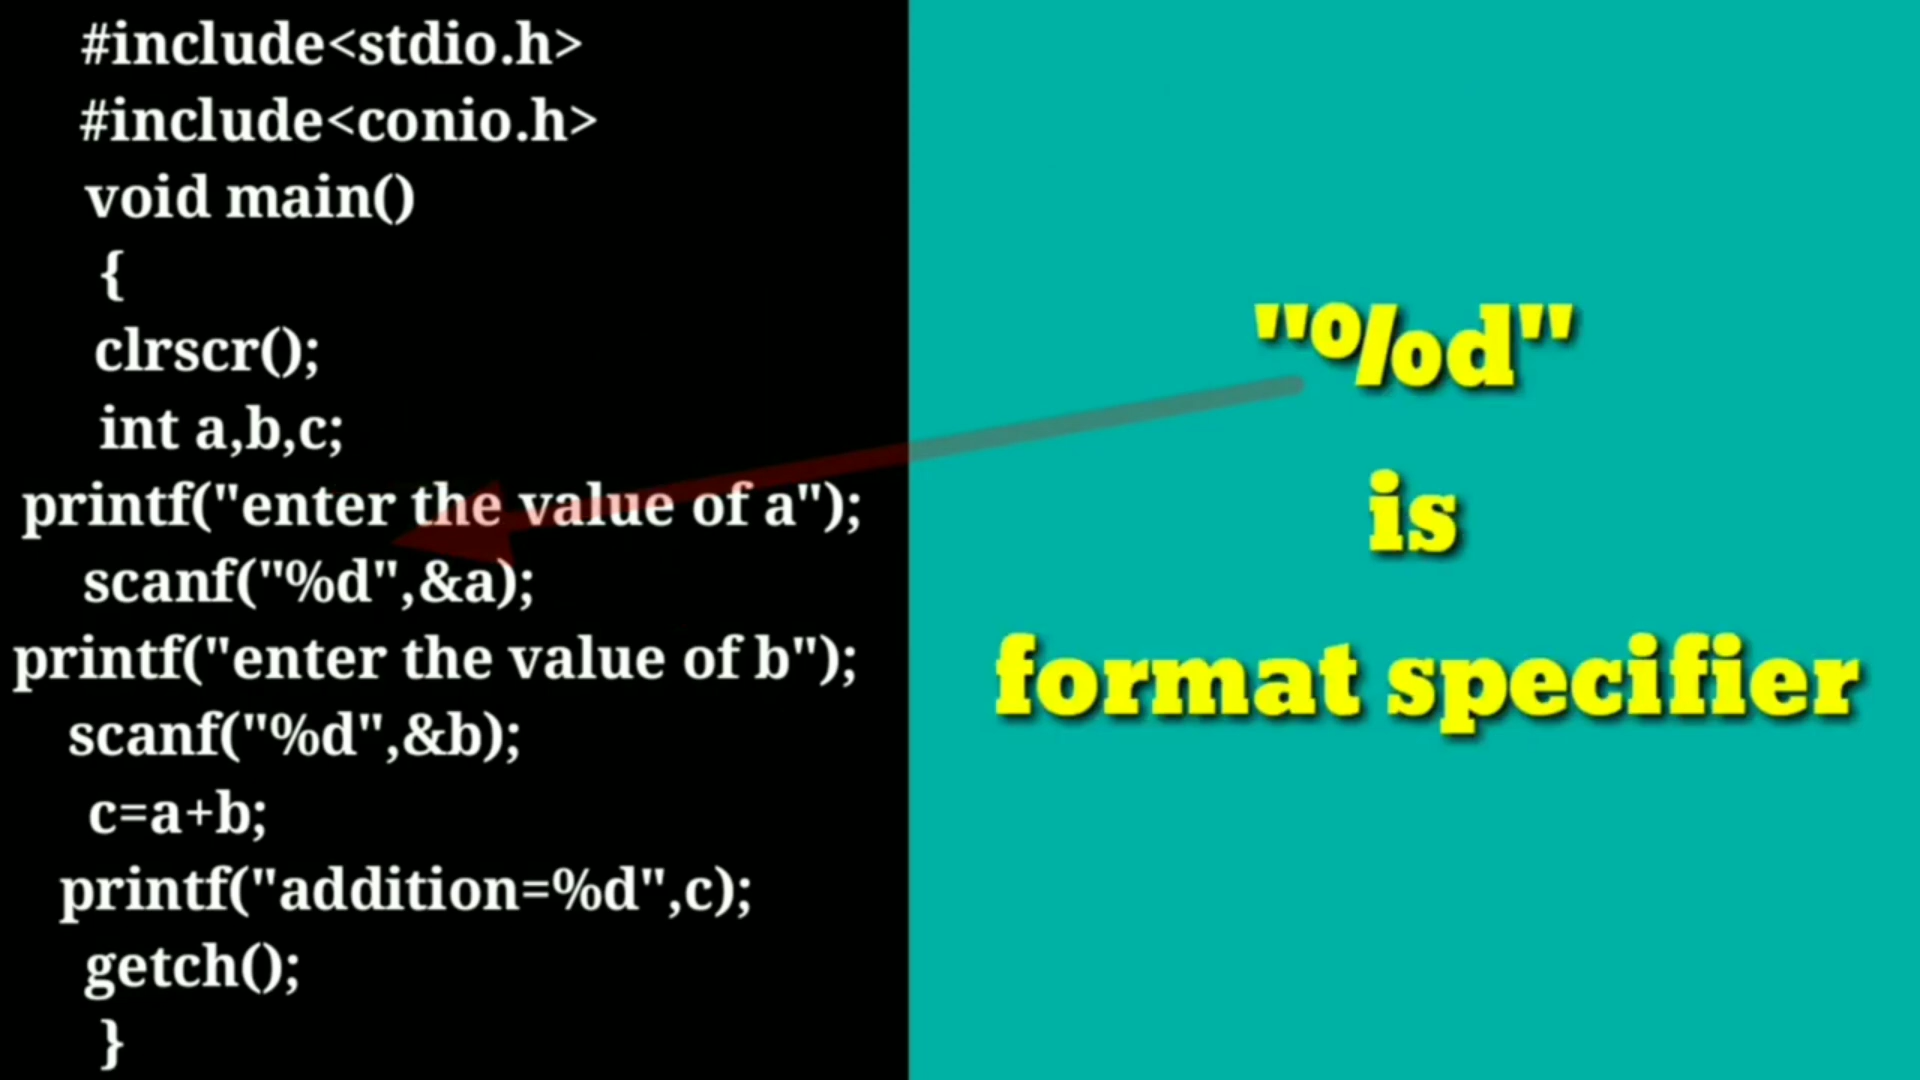 #include<stdio.h>
#include<conio.h>
void main()
{
clrscr();
int a,b,c;
printf("enter the value of a");
scanf("%d",&a);
printf("enter the value of b");
scanf("%d",&b);
c=a+b;
printf("addition=%d",c);
getch();
}
"%d"
is
format specifier